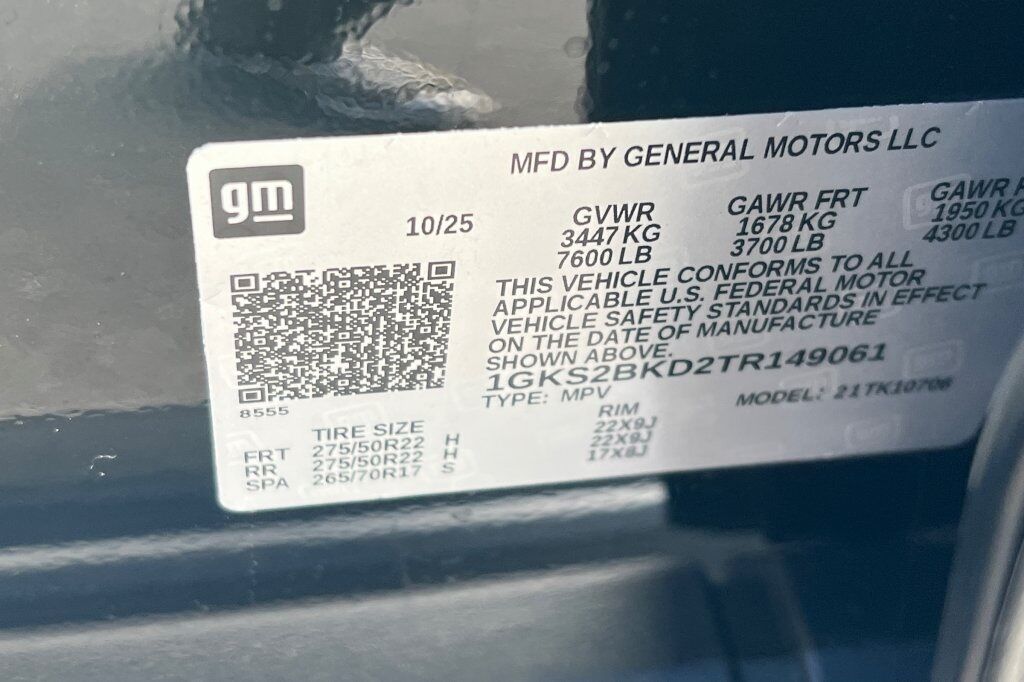 gm
MFD BY GENERAL MOTORS LLC
10/25
GVWR GAWR FRT GAWR
3447 KG 1678 KG 1950 KG
7600 LB 3700 LB 4300 LB
THIS VEHICLE CONFORMS TO ALL
APPLICABLE U.S. FEDERAL MOTOR
VEHICLE SAFETY STANDARDS IN EFFECT
ON THE DATE OF MANUFACTURE
SHOWN ABOVE.
1GKS2BKD2TR149061
TYPE: MPV MODEL: 21TK10706
8555
TIRE SIZE RIM
FRT 275/50R22 H 22X9J
RR 275/50R22 H 22X9J
SPA 265/70R17 S 17X8J